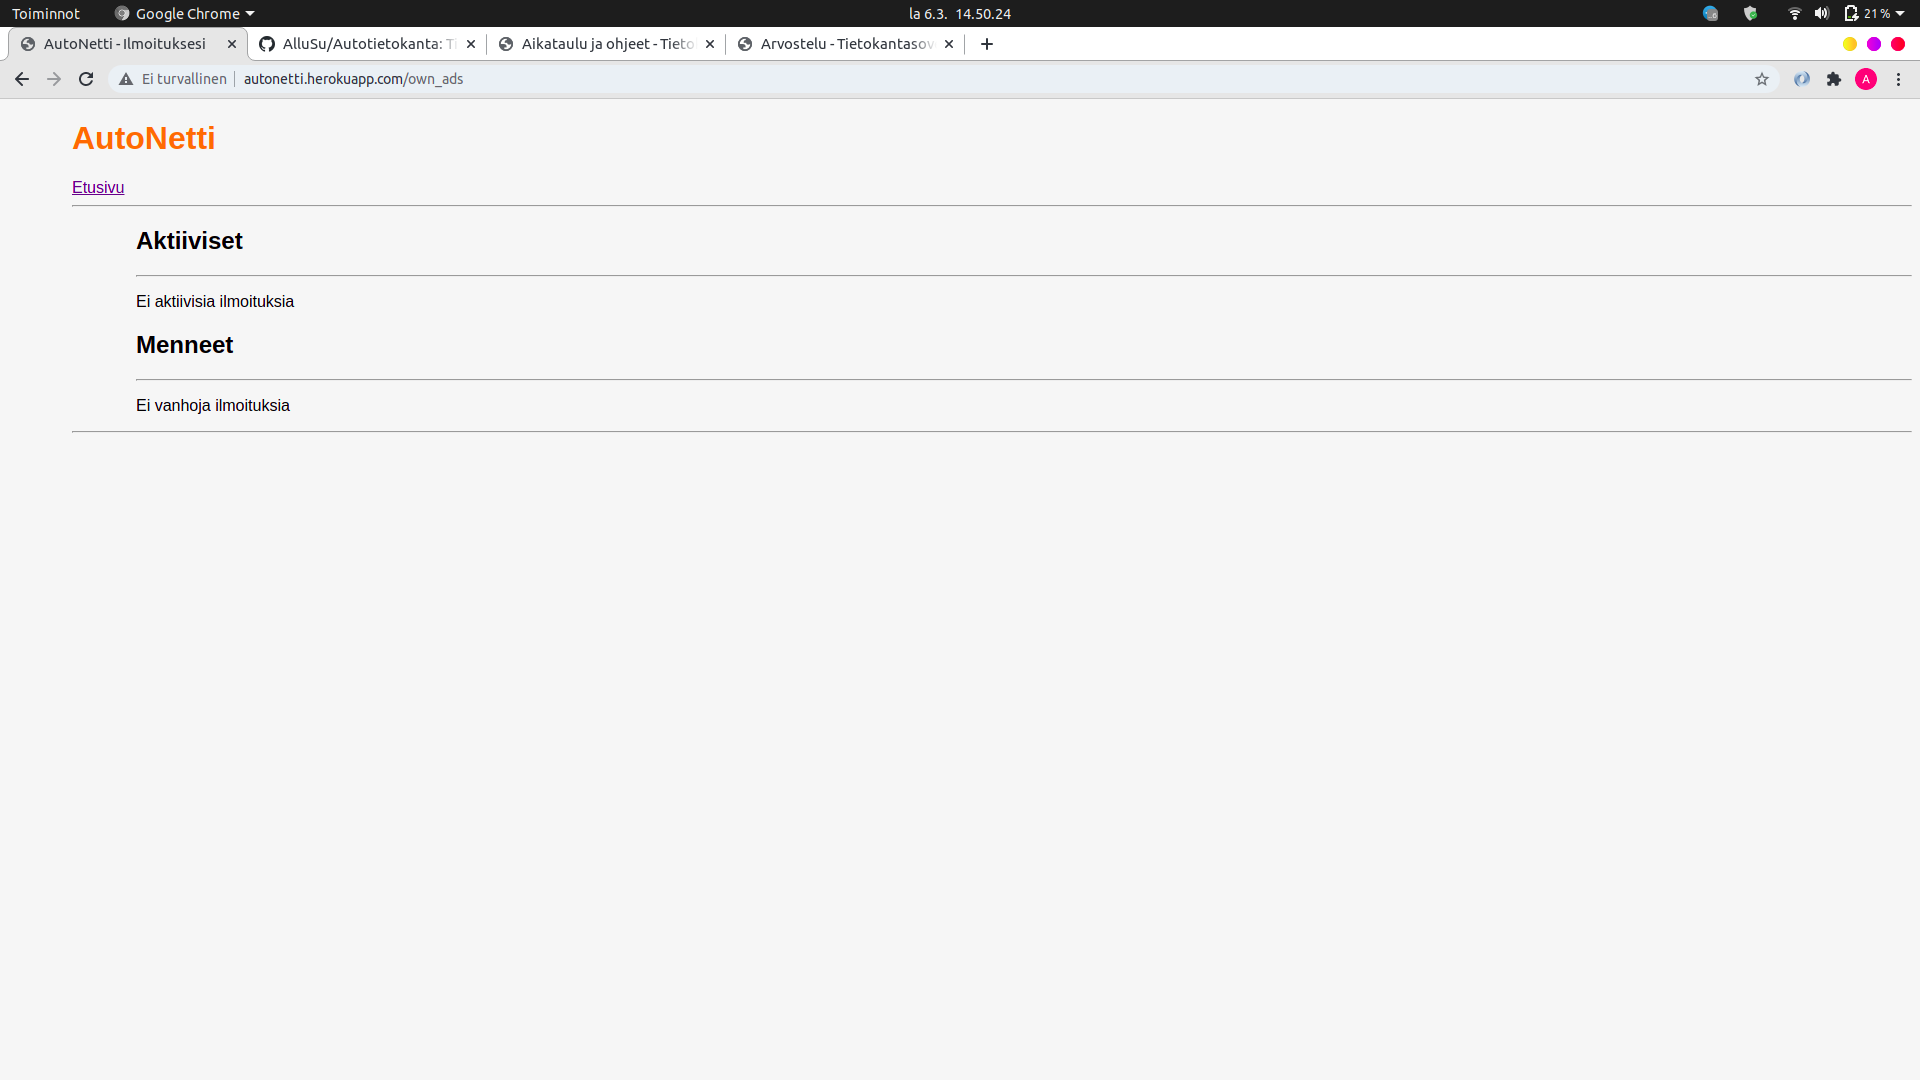 Toiminnot
Google Chrome
la 6.3. 14.50.24
21 %
AutoNetti - Ilmoituksesi
AlluSu/Autotietokanta: Ti
Aikataulu ja ohjeet - Tieto
Arvostelu - Tietokantasov
Ei turvallinen
autonetti.herokuapp.com/own_ads
A
AutoNetti
Etusivu
Aktiiviset
Ei aktiivisia ilmoituksia
Menneet
Ei vanhoja ilmoituksia